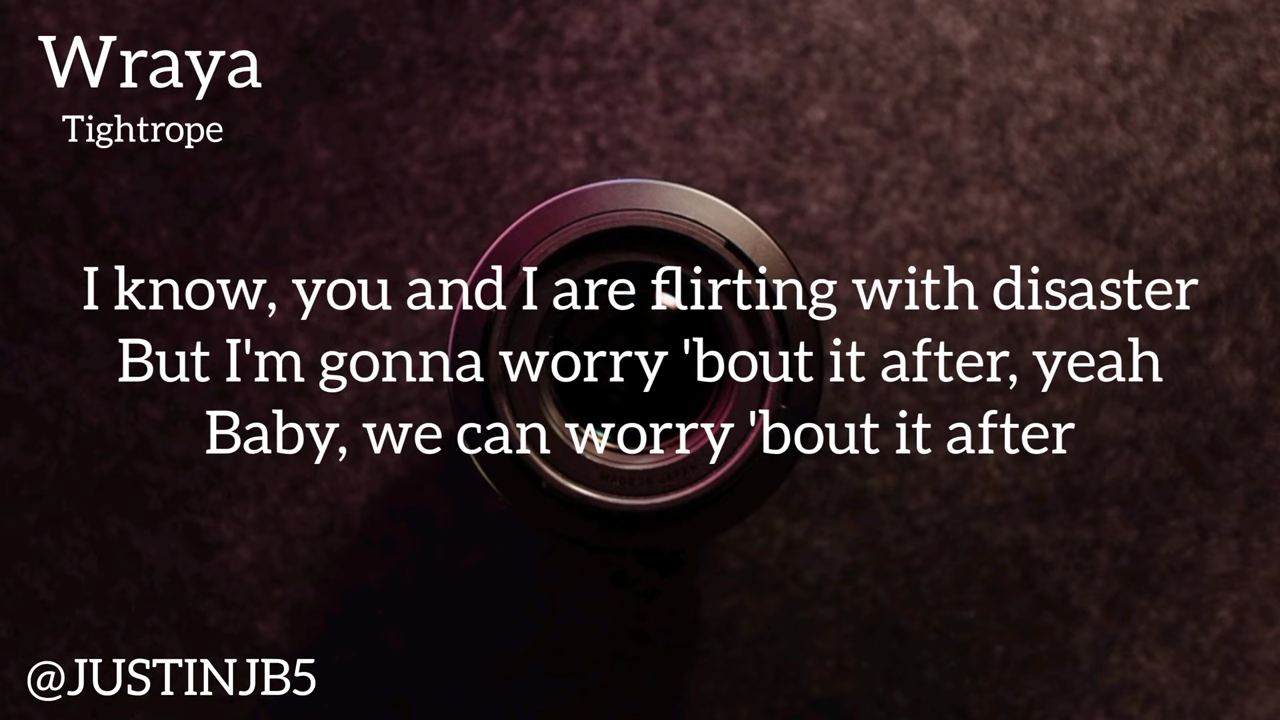 Wraya
Tightrope
I know, you and I are flirting with disaster
But I'm gonna worry 'bout it after, yeah
Baby, we can worry 'bout it after
@JUSTINJB5